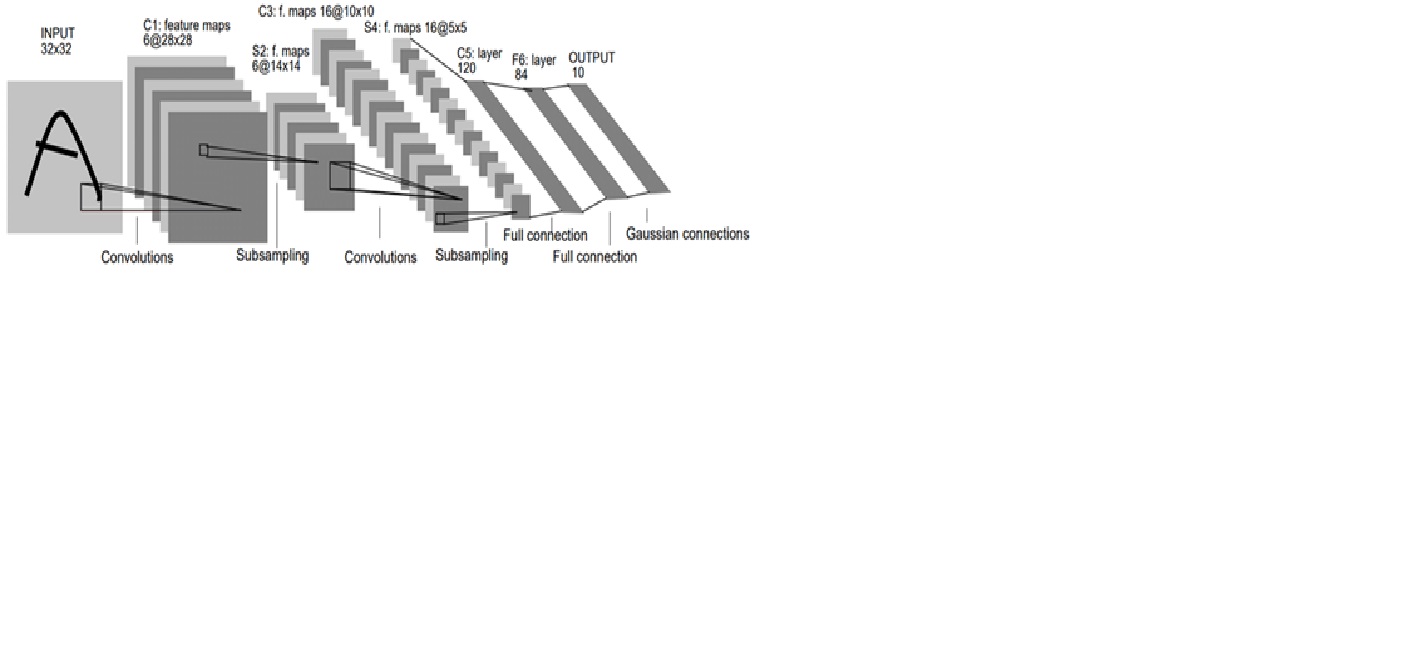 INPUT
32x32
C1: feature maps
6@28x28
S2: f. maps
6@14x14
C3: f. maps 16@10x10
S4: f. maps 16@5x5
C5: layer
120
F6: layer
84
OUTPUT
10
A
Convolutions
Subsampling
Convolutions
Subsampling
Full connection
Full connection
Gaussian connections